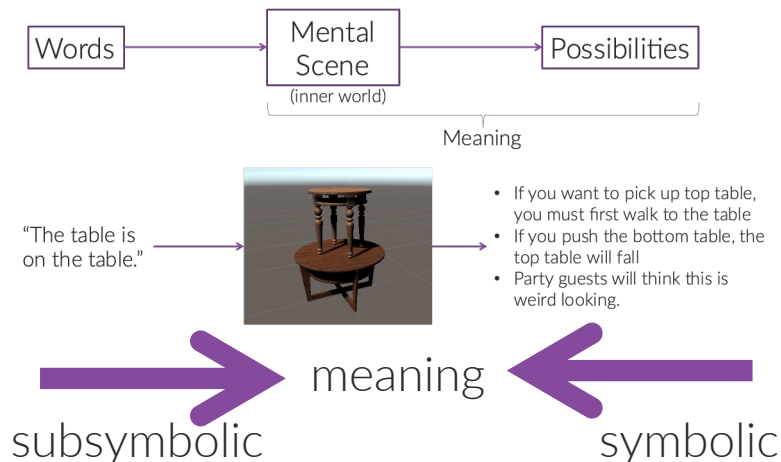 Words
Mental
Scene
(inner world)
Possibilities
Meaning
“The table is
on the table.”
• If you want to pick up top table,
you must first walk to the table
• If you push the bottom table, the
top table will fall
• Party guests will think this is
weird looking.
meaning
subsymbolic
symbolic